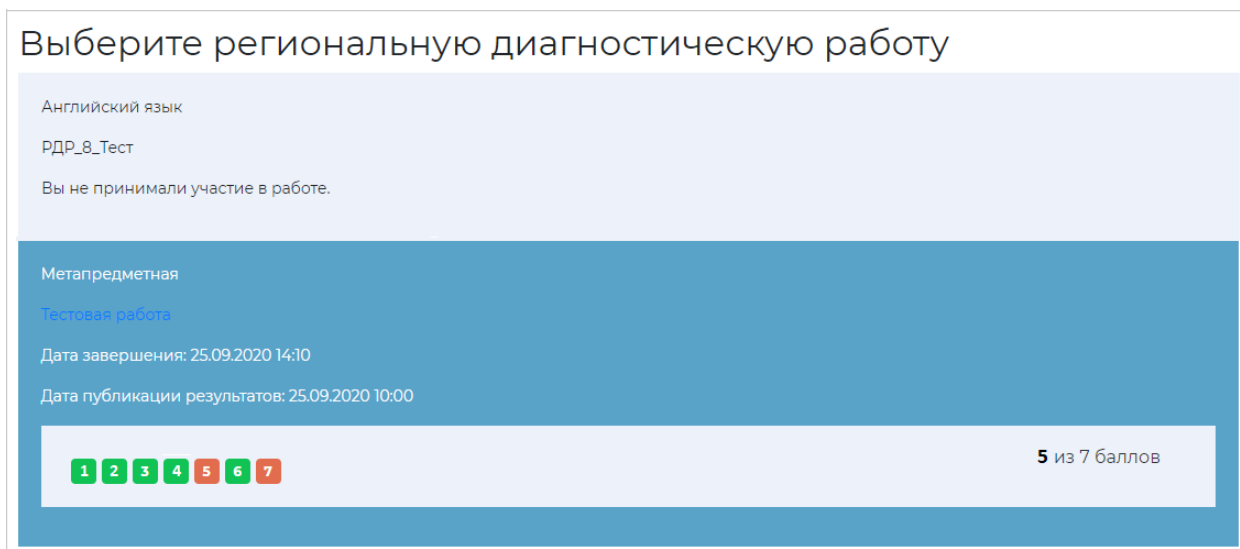 Выберите региональную диагностическую работу
Английский язык
РДР_8_Тест
Вы не принимали участие в работе.
Метапредметная
Тестовая работа
Дата завершения: 25.09.2020 14:10
Дата публикации результатов: 25.09.2020 10:00
1 2 3 4 5 6 7
5 из 7 баллов